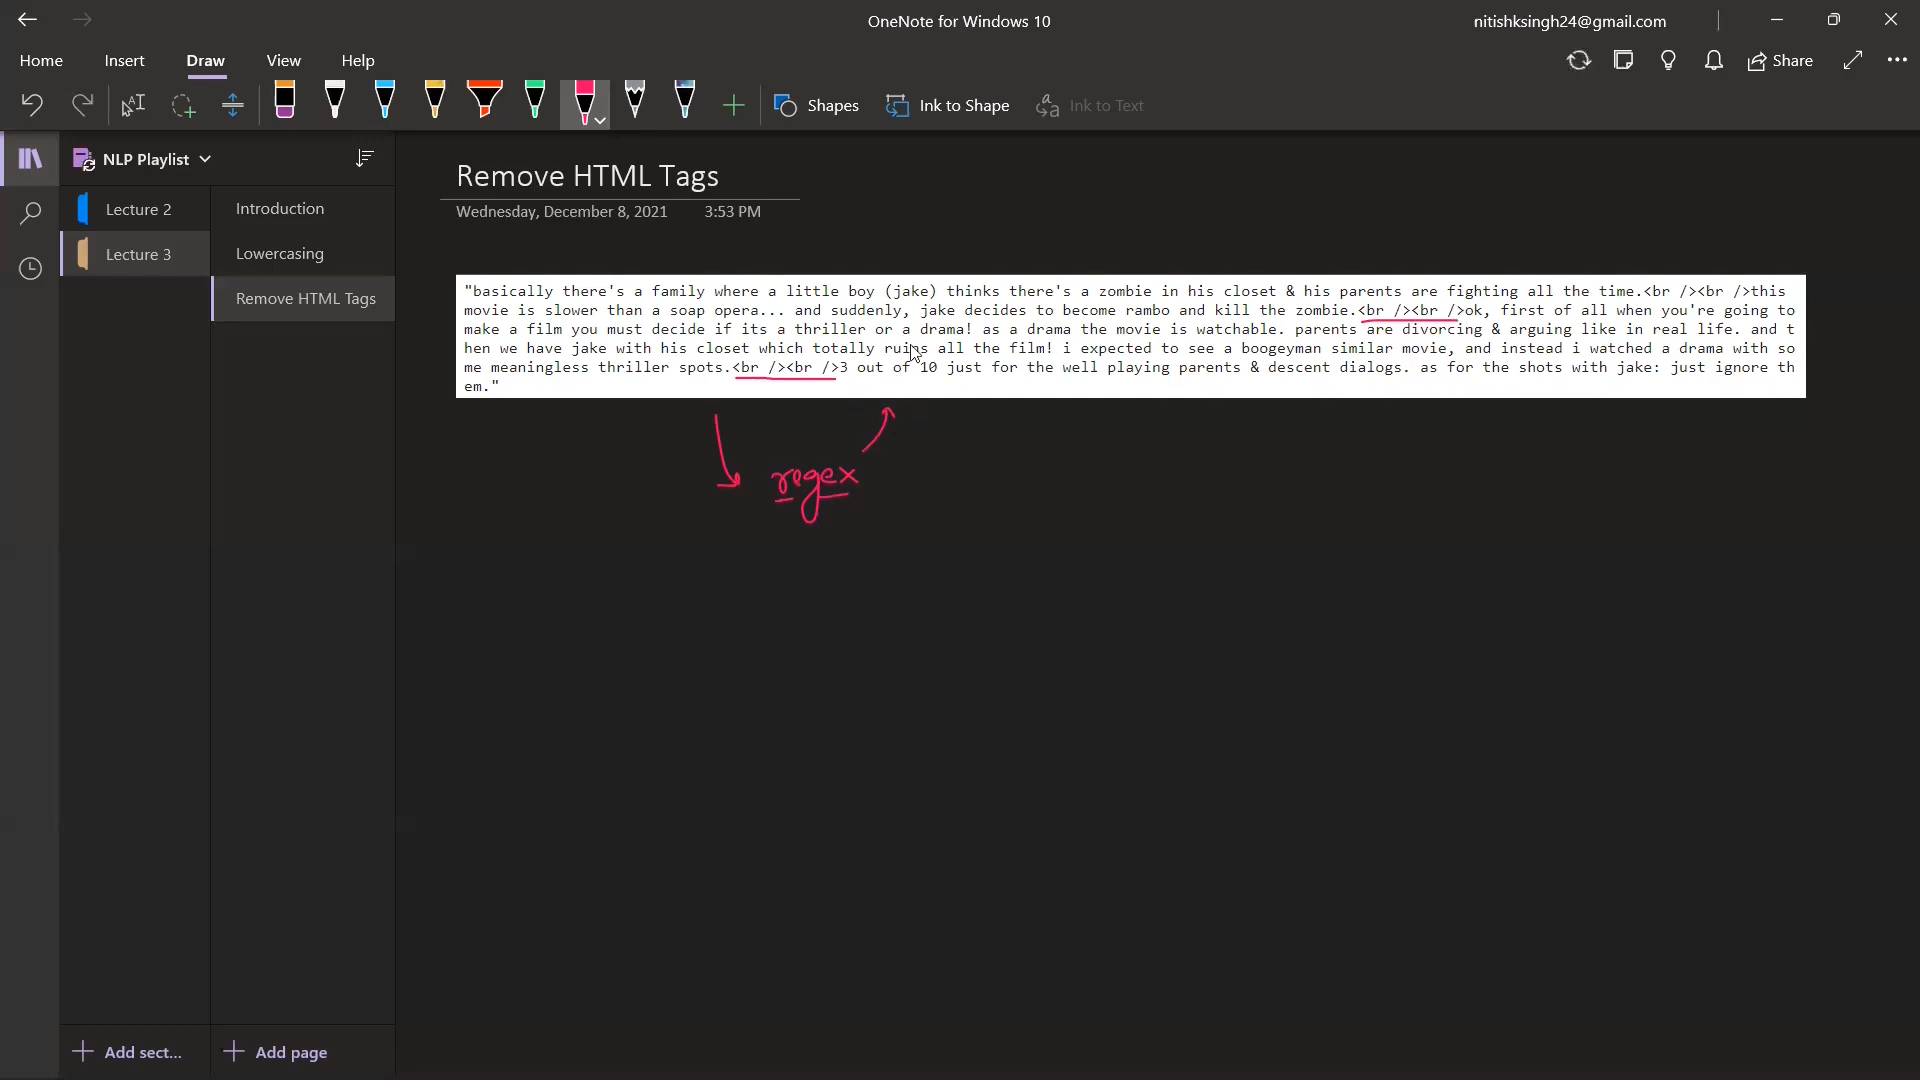 OneNote for Windows 10
nitishksingh24@gmail.com
Home Insert Draw View Help
Share
Shapes Ink to Shape Ink to Text
NLP Playlist
Lecture 2
Lecture 3
Introduction
Lowercasing
Remove HTML Tags
Remove HTML Tags
Wednesday, December 8, 2021 3:53 PM
"basically there's a family where a little boy (jake) thinks there's a zombie in his closet & his parents are fighting all the time.<br /><br />this
movie is slower than a soap opera... and suddenly, jake decides to become rambo and kill the zombie.<br /><br />ok, first of all when you're going to
make a film you must decide if its a thriller or a drama! as a drama the movie is watchable. parents are divorcing & arguing like in real life. and t
hen we have jake with his closet which totally ruins all the film! i expected to see a boogeyman similar movie, and instead i watched a drama with so
me meaningless thriller spots.<br /><br />3 out of 10 just for the well playing parents & descent dialogs. as for the shots with jake: just ignore th
em."
regex
Add sect...
Add page